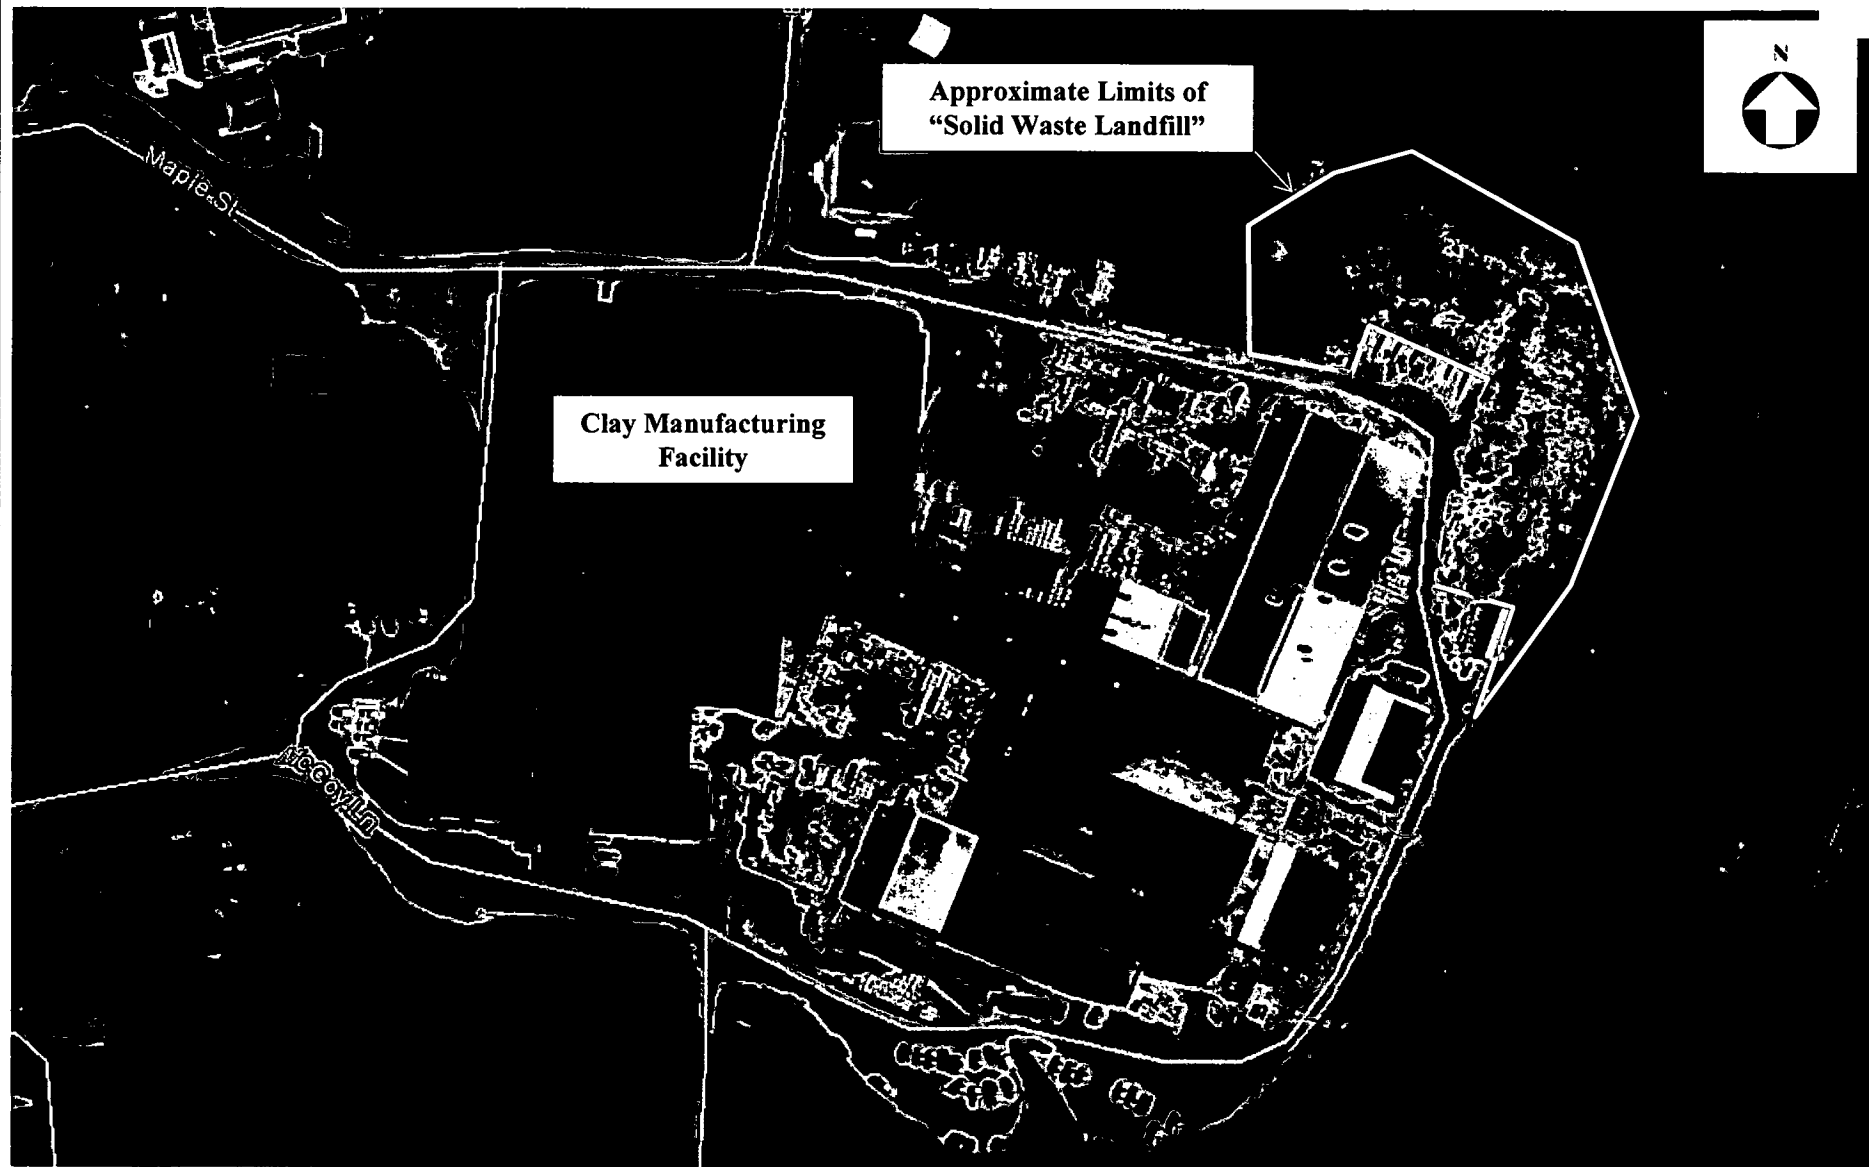 N
Approximate Limits of
“Solid Waste Landfill”
Maple St
Clay Manufacturing
Facility
McCoy Ln